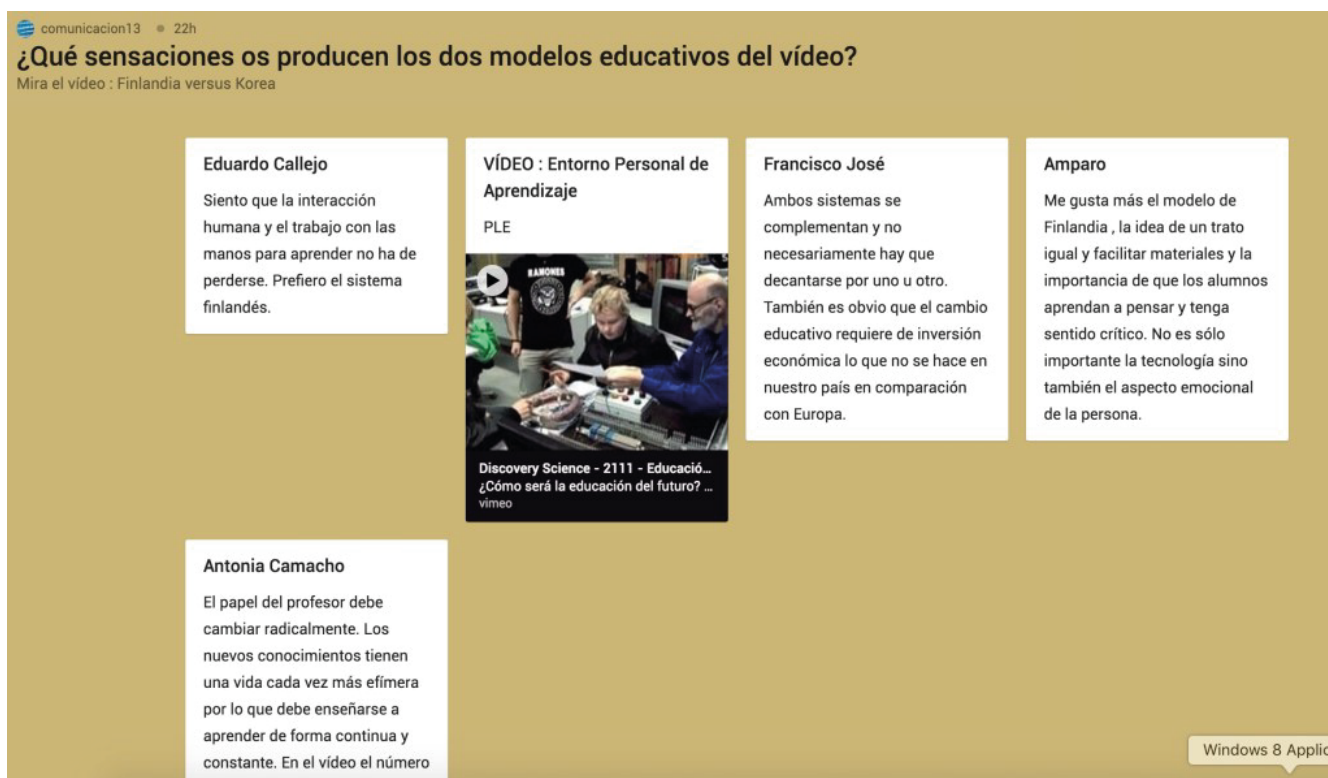 comunicacion13 • 22h
¿Qué sensaciones os producen los dos modelos educativos del vídeo?
Mira el vídeo : Finlandia versus Korea
Eduardo Callejo
Siento que la interacción
humana y el trabajo con las
manos para aprender no ha de
perderse. Prefiero el sistema
finlandés.
VÍDEO : Entorno Personal de
Aprendizaje
PLE
RAMONES
Discovery Science - 2111 - Educació...
¿Cómo será la educación del futuro? ...
vimeo
Francisco José
Ambos sistemas se
complementan y no
necesariamente hay que
decantarse por uno u otro.
También es obvio que el cambio
educativo requiere de inversión
económica lo que no se hace en
nuestro país en comparación
con Europa.
Amparo
Me gusta más el modelo de
Finlandia , la idea de un trato
igual y facilitar materiales y la
importancia de que los alumnos
aprendan a pensar y tenga
sentido crítico. No es sólo
importante la tecnología sino
también el aspecto emocional
de la persona.
Antonia Camacho
El papel del profesor debe
cambiar radicalmente. Los
nuevos conocimientos tienen
una vida cada vez más efímera
por lo que debe enseñarse a
aprender de forma continua y
constante. En el vídeo el número
Windows 8 Applic